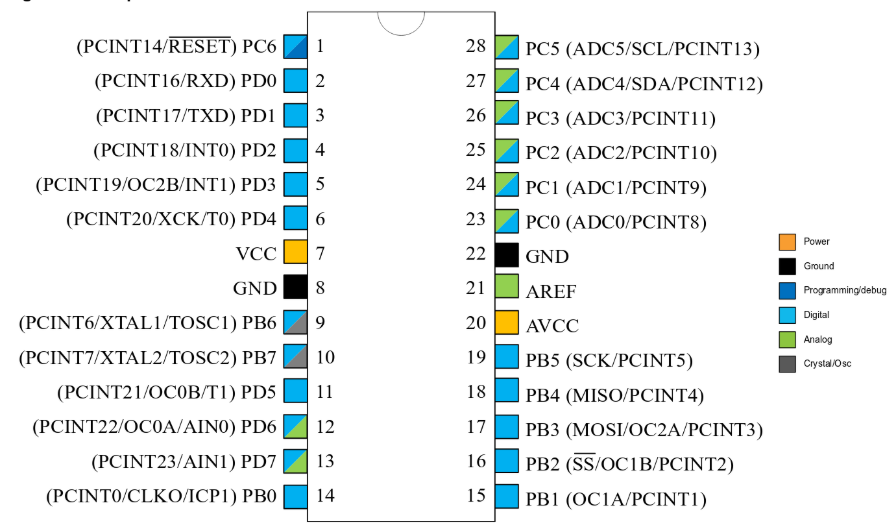 (PCINT14/RESET) PC6 1
(PCINT16/RXD) PD0 2
(PCINT17/TXD) PD1 3
(PCINT18/INT0) PD2 4
(PCINT19/OC2B/INT1) PD3 5
(PCINT20/XCK/T0) PD4 6
VCC 7
GND 8
(PCINT6/XTAL1/TOSC1) PB6 9
(PCINT7/XTAL2/TOSC2) PB7 10
(PCINT21/OC0B/T1) PD5 11
(PCINT22/OC0A/AIN0) PD6 12
(PCINT23/AIN1) PD7 13
(PCINT0/CLKO/ICP1) PB0 14
28 PC5 (ADC5/SCL/PCINT13)
27 PC4 (ADC4/SDA/PCINT12)
26 PC3 (ADC3/PCINT11)
25 PC2 (ADC2/PCINT10)
24 PC1 (ADC1/PCINT9)
23 PC0 (ADC0/PCINT8)
22 GND
21 AREF
20 AVCC
19 PB5 (SCK/PCINT5)
18 PB4 (MISO/PCINT4)
17 PB3 (MOSI/OC2A/PCINT3)
16 PB2 (SS/OC1B/PCINT2)
15 PB1 (OC1A/PCINT1)
Power
Ground
Programming/debug
Digital
Analog
Crystal/Osc